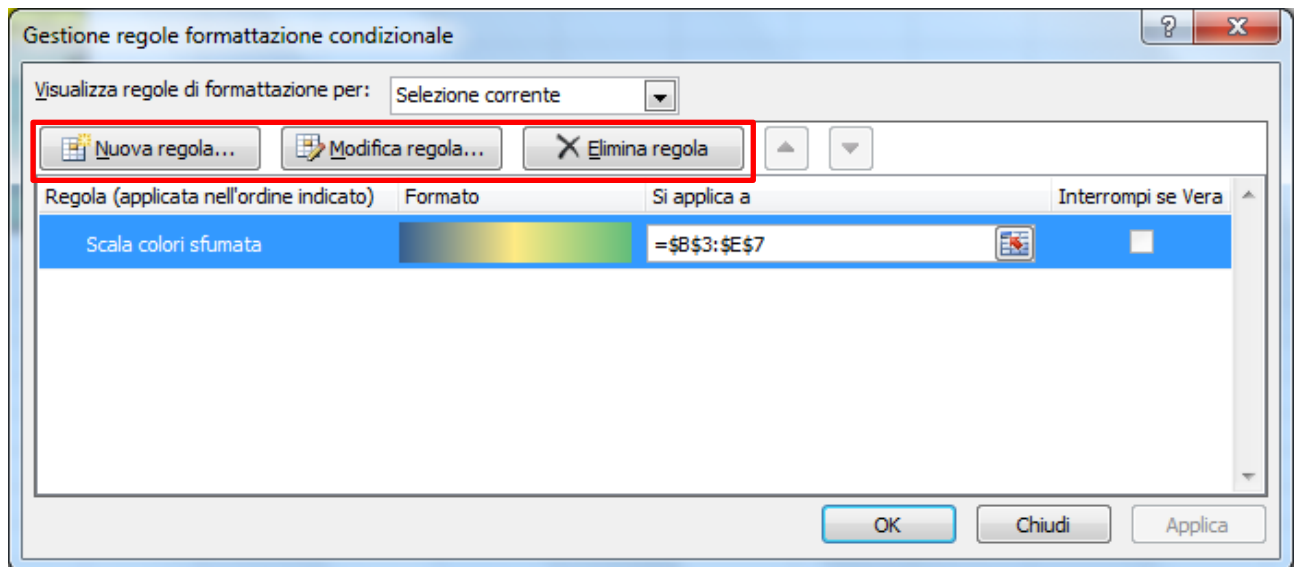 Gestione regole formattazione condizionale
Visualizza regole di formattazione per: Selezione corrente
Nuova regola... Modifica regola... Elimina regola
Regola (applicata nell'ordine indicato) Formato Si applica a Interrompi se Vera
Scala colori sfumata =$B$3:$E$7
OK Chiudi Applica